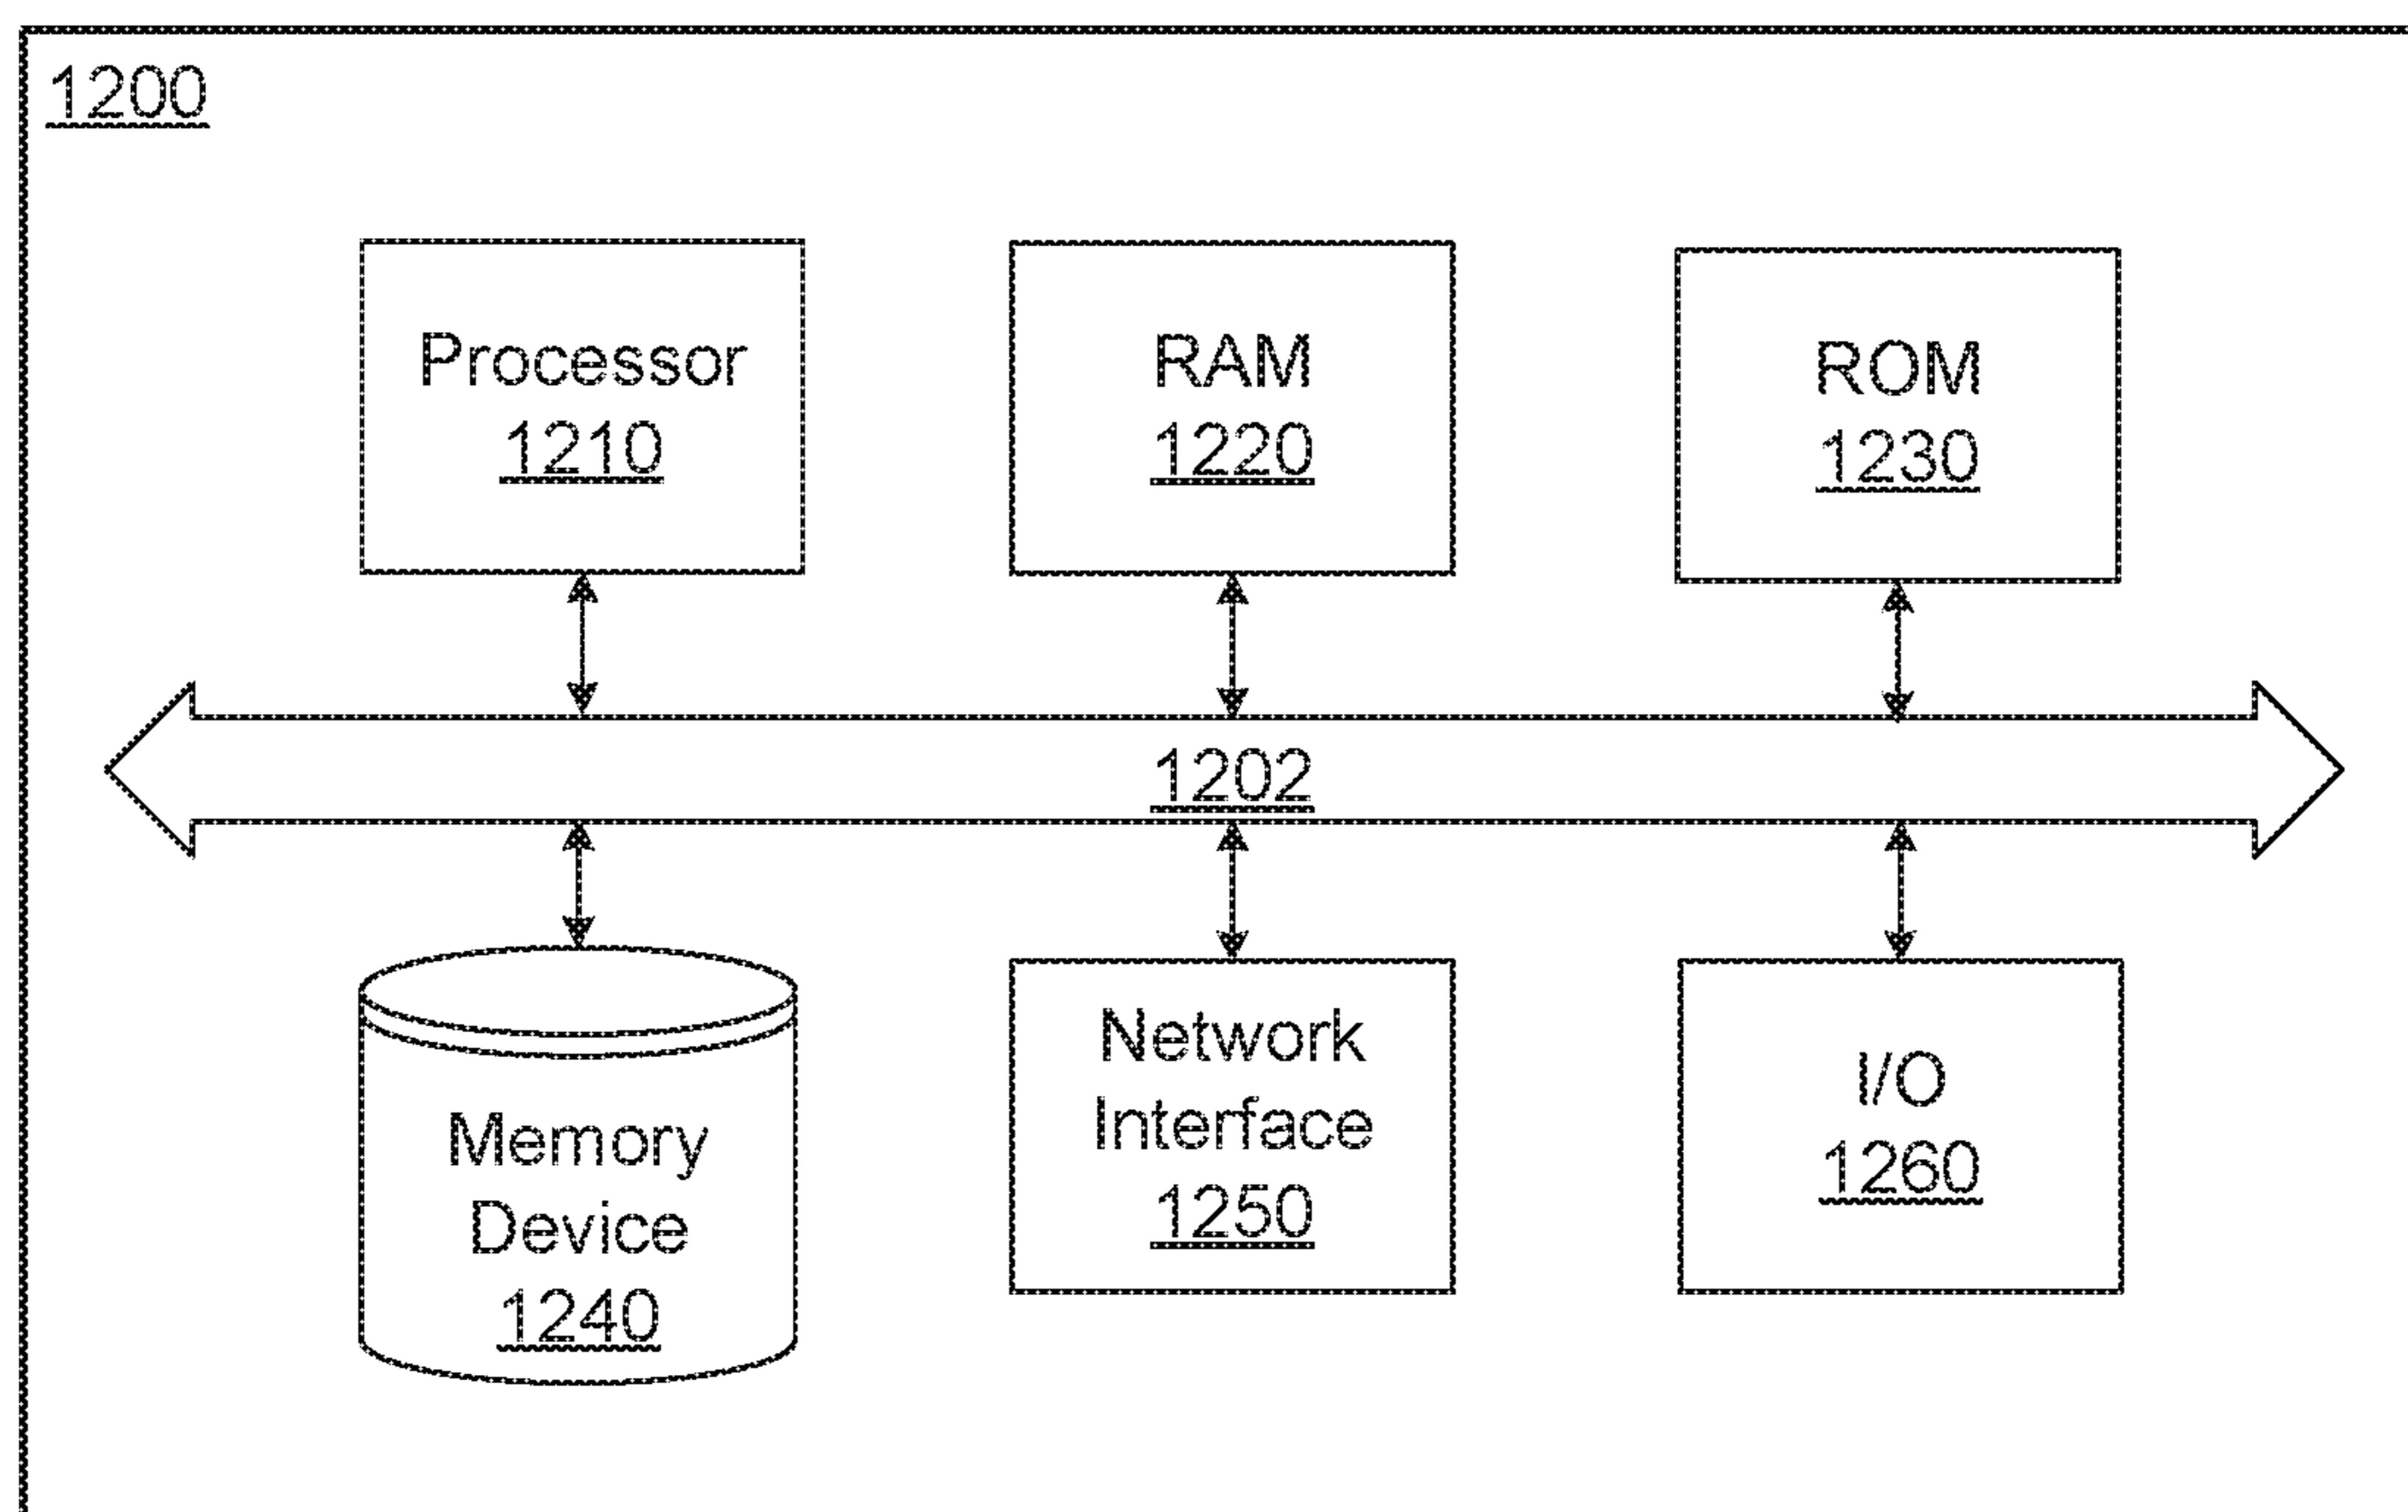 1200
Processor
1210
RAM
1220
ROM
1230
1202
Memory
Device
1240
Network
Interface
1250
I/O
1260